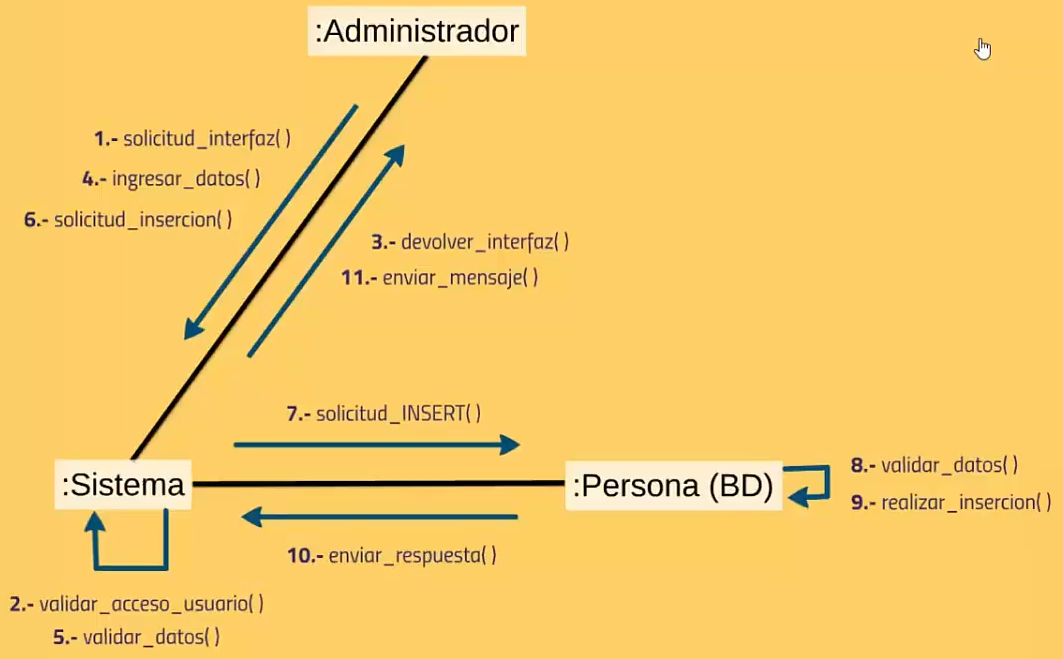 :Administrador
1.- solicitud_interfaz( )
4.- ingresar_datos( )
6.- solicitud_insercion( )
3.- devolver_interfaz( )
11.- enviar_mensaje( )
7.- solicitud_INSERT( )
:Sistema
:Persona (BD)
8.- validar_datos( )
9.- realizar_insercion( )
10.- enviar_respuesta( )
2.- validar_acceso_usuario( )
5.- validar_datos( )